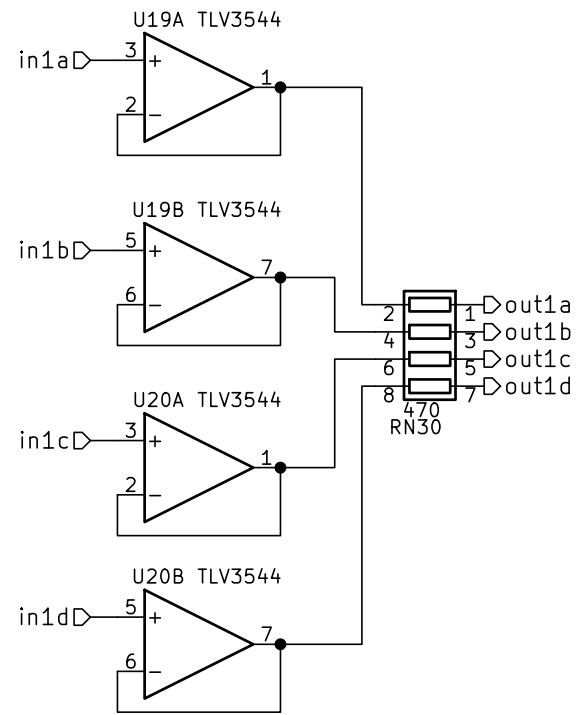 U19A TLV3544
in1a 3 + 1
2 −
U19B TLV3544
in1b 5 + 7
6 −
2 1 out1a
4 3 out1b
6 5 out1c
8 7 out1d
470
RN30
U20A TLV3544
in1c 3 + 1
2 −
U20B TLV3544
in1d 5 + 7
6 −